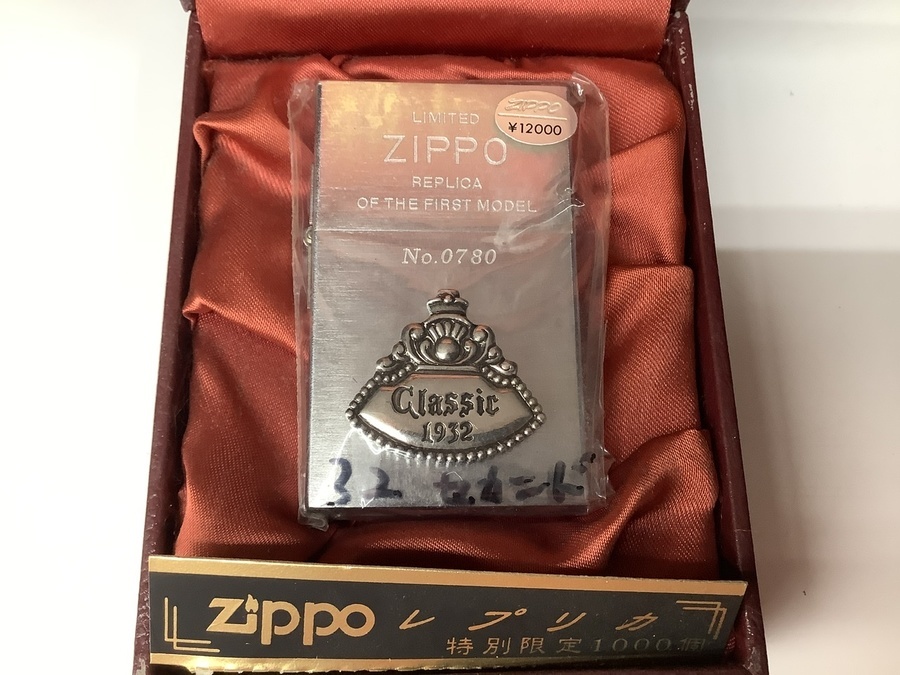 LIMITED
ZIPPO
REPLICA
OF THE FIRST MODEL
ZIPPO
¥12000
No.0780
Classic
1932
32 セカンド
Zippo レプリカ
特別限定1000個